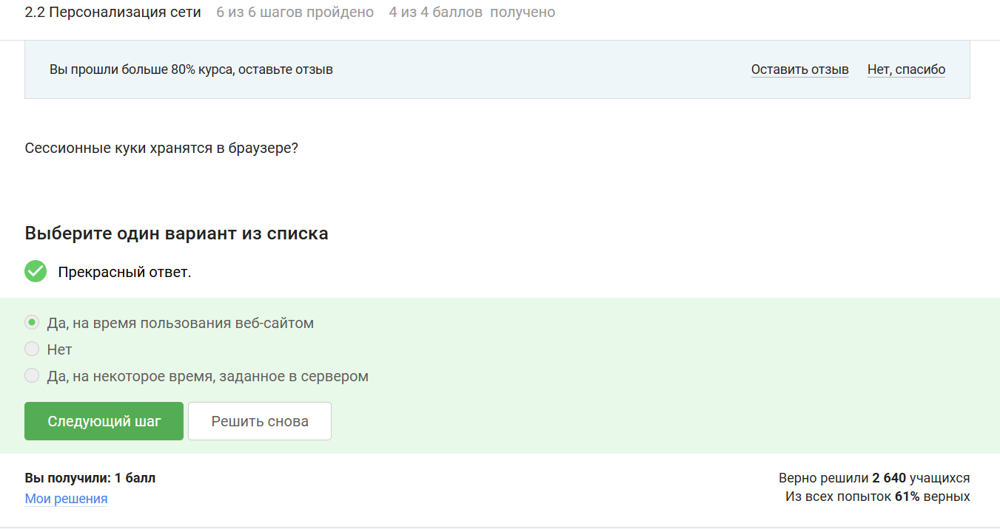 2.2 Персонализация сети 6 из 6 шагов пройдено 4 из 4 баллов получено
Вы прошли больше 80% курса, оставьте отзыв Оставить отзыв Нет, спасибо
Сессионные куки хранятся в браузере?
Выберите один вариант из списка
Прекрасный ответ.
Да, на время пользования веб-сайтом
Нет
Да, на некоторое время, заданное в сервером
Следующий шаг Решить снова
Вы получили: 1 балл Верно решили 2 640 учащихся
Мои решения Из всех попыток 61% верных